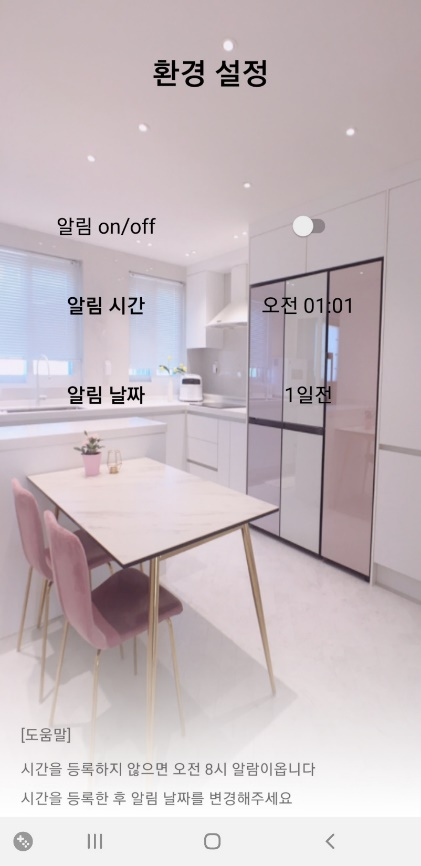 환경 설정
알림 on/off
알림 시간 오전 01:01
알림 날짜 1일전
[도움말]
시간을 등록하지 않으면 오전 8시 알람이옵니다
시간을 등록한 후 알림 날짜를 변경해주세요